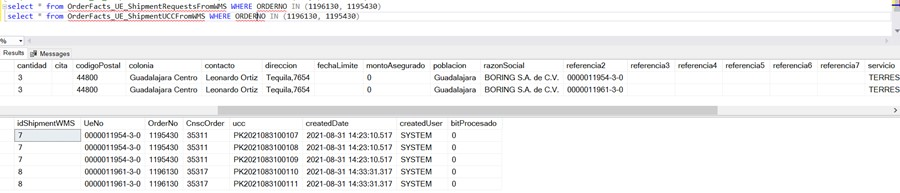 select * from OrderFacts_UE_ShipmentRequestsFromWMS WHERE ORDERNO IN (1196130, 1195430)
select * from OrderFacts_UE_ShipmentUCCFromWMS WHERE ORDERNO IN (1196130, 1195430)
%
Results Messages
cantidad cita codigoPostal colonia contacto direccion fechaLimite montoAsegurado poblacion razonSocial referencia2 referencia3 referencia4 referencia5 referencia6 referencia7 servicio
3 44800 Guadalajara Centro Leonardo Ortiz Tequila,7654 0 Guadalajara BORING S.A. de C.V. 0000011954-3-0 TERRES
3 44800 Guadalajara Centro Leonardo Ortiz Tequila,7654 0 Guadalajara BORING S.A. de C.V. 0000011961-3-0 TERRES
idShipmentWMS UeNo OrderNo CnscOrder ucc createdDate createdUser bitProcesado
7 0000011954-3-0 1195430 35311 PK2021083100107 2021-08-31 14:23:10.517 SYSTEM 0
7 0000011954-3-0 1195430 35311 PK2021083100108 2021-08-31 14:23:10.517 SYSTEM 0
7 0000011954-3-0 1195430 35311 PK2021083100109 2021-08-31 14:23:10.517 SYSTEM 0
8 0000011961-3-0 1196130 35317 PK2021083100110 2021-08-31 14:33:31.317 SYSTEM 0
8 0000011961-3-0 1196130 35317 PK2021083100111 2021-08-31 14:33:31.317 SYSTEM 0